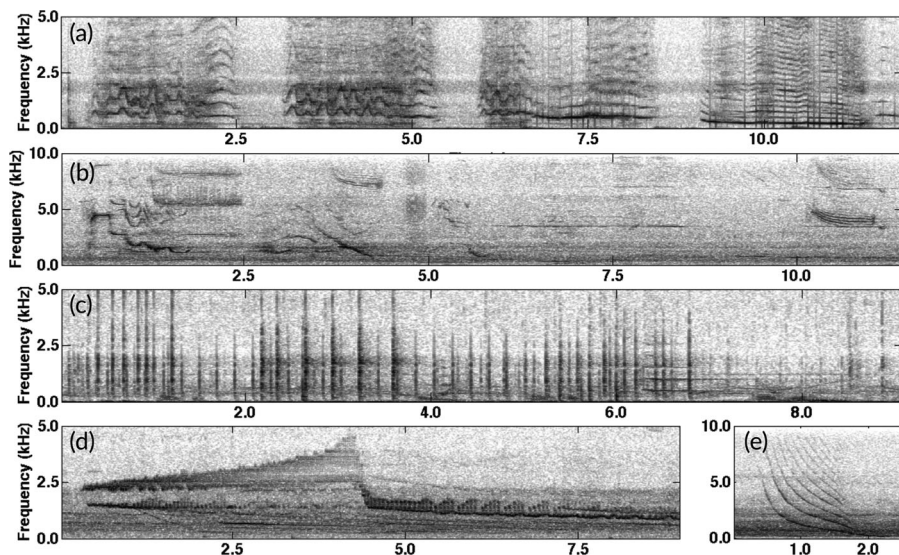 5.0
(a)
Frequency (kHz)
2.5
0.0
2.5 5.0 7.5 10.0
10.0
(b)
Frequency (kHz)
5.0
0.0
2.5 5.0 7.5 10.0
5.0
(c)
Frequency (kHz)
2.5
0.0
2.0 4.0 6.0 8.0
5.0 10.0
(d) (e)
Frequency (kHz)
2.5 5.0
0.0 0.0
2.5 5.0 7.5 1.0 2.0